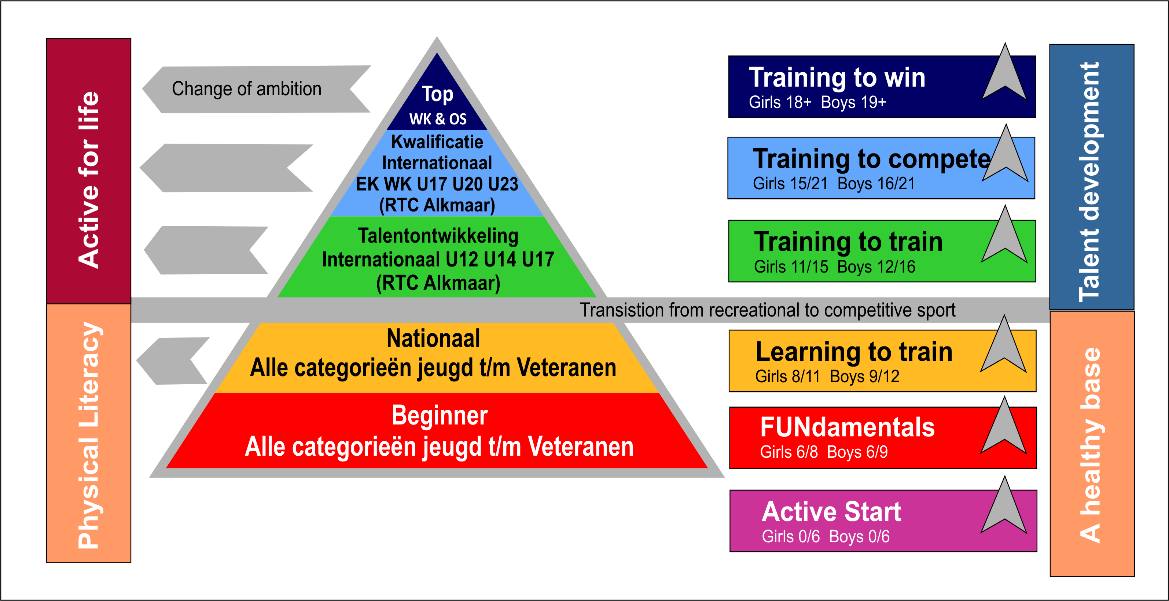 Active for life
Physical Literacy
Change of ambition
Top
WK & OS
Kwalificatie
Internationaal
EK WK U17 U20 U23
(RTC Alkmaar)
Talentontwikkeling
Internationaal U12 U14 U17
(RTC Alkmaar)
Transistion from recreational to competitive sport
Nationaal
Alle categorieën jeugd t/m Veteranen
Beginner
Alle categorieën jeugd t/m Veteranen
Training to win
Girls 18+ Boys 19+
Training to compete
Girls 15/21 Boys 16/21
Training to train
Girls 11/15 Boys 12/16
Learning to train
Girls 8/11 Boys 9/12
FUNdamentals
Girls 6/8 Boys 6/9
Active Start
Girls 0/6 Boys 0/6
Talent development
A healthy base